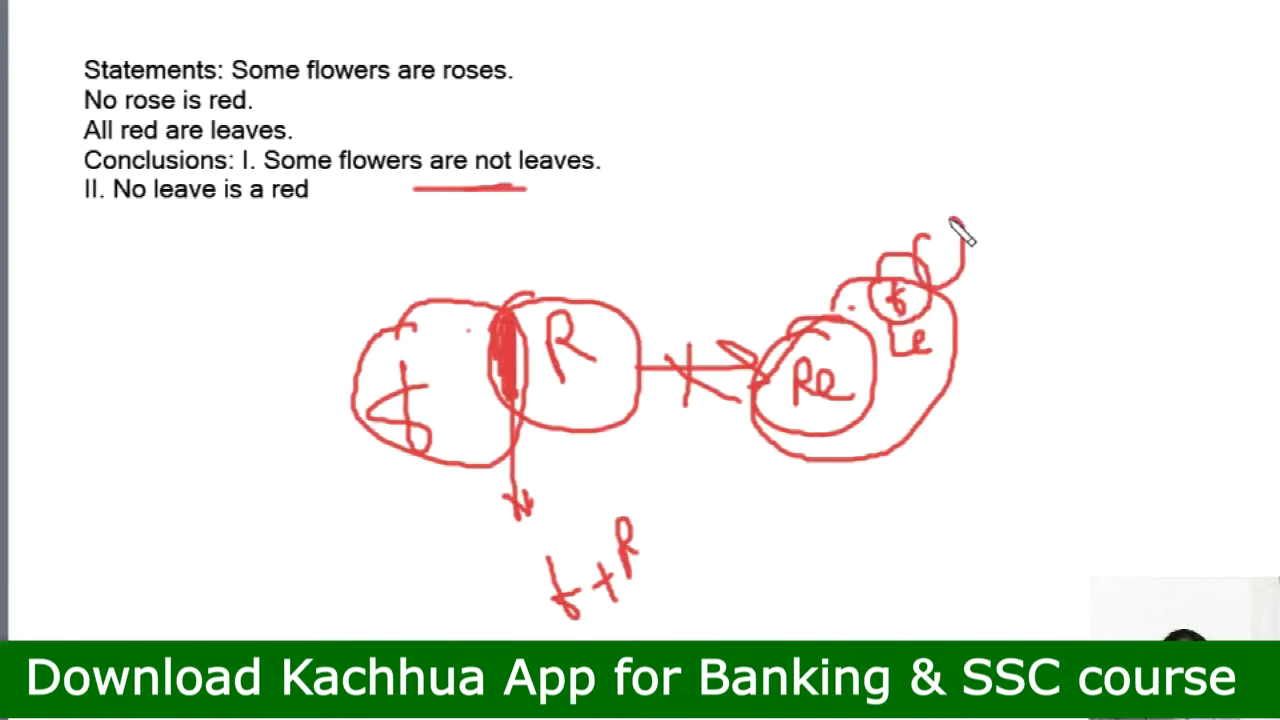 Statements: Some flowers are roses.
No rose is red.
All red are leaves.
Conclusions: I. Some flowers are not leaves.
II. No leave is a red
f
Le
R
Re
f
f + R
Download Kachhua App for Banking & SSC course